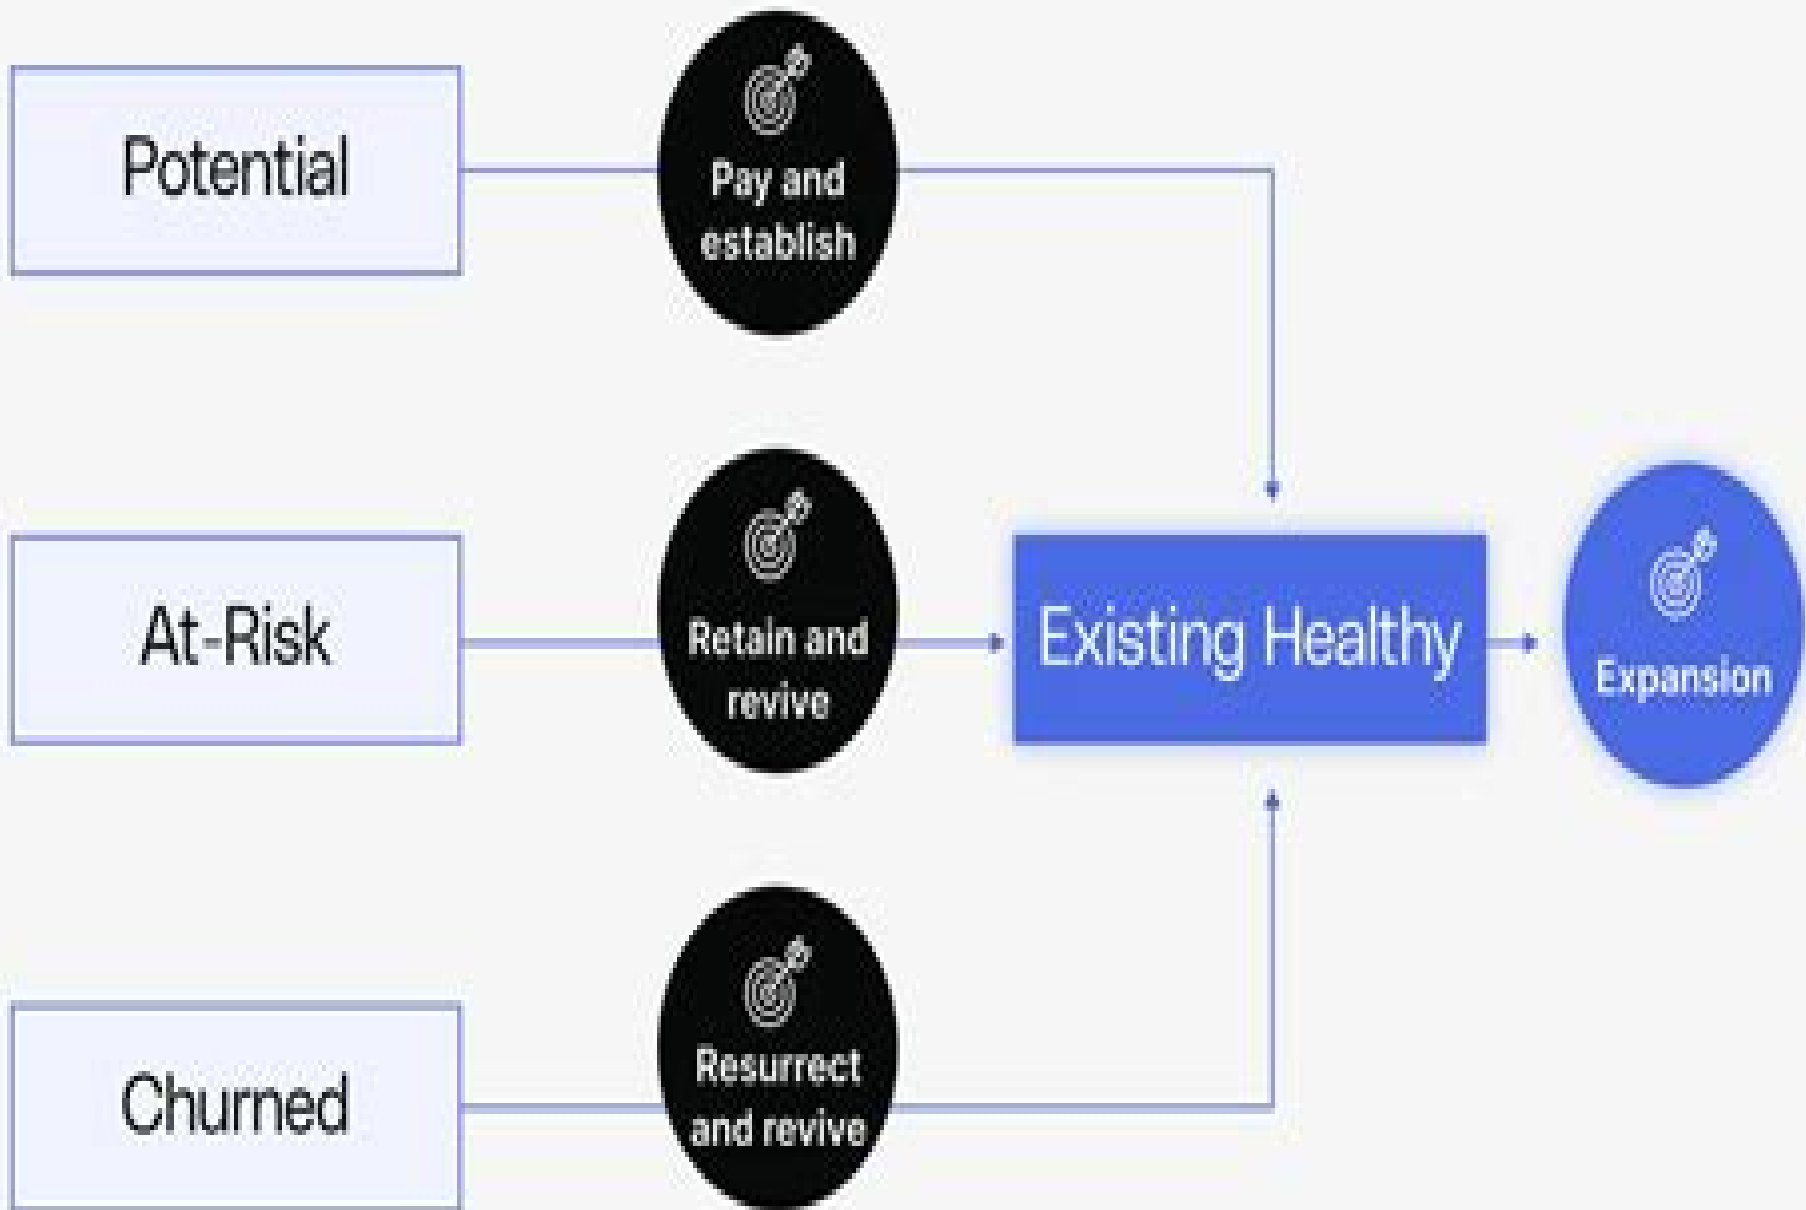 Potential
Pay and
establish
At-Risk
Retain and
revive
Existing Healthy
Expansion
Churned
Resurrect
and revive